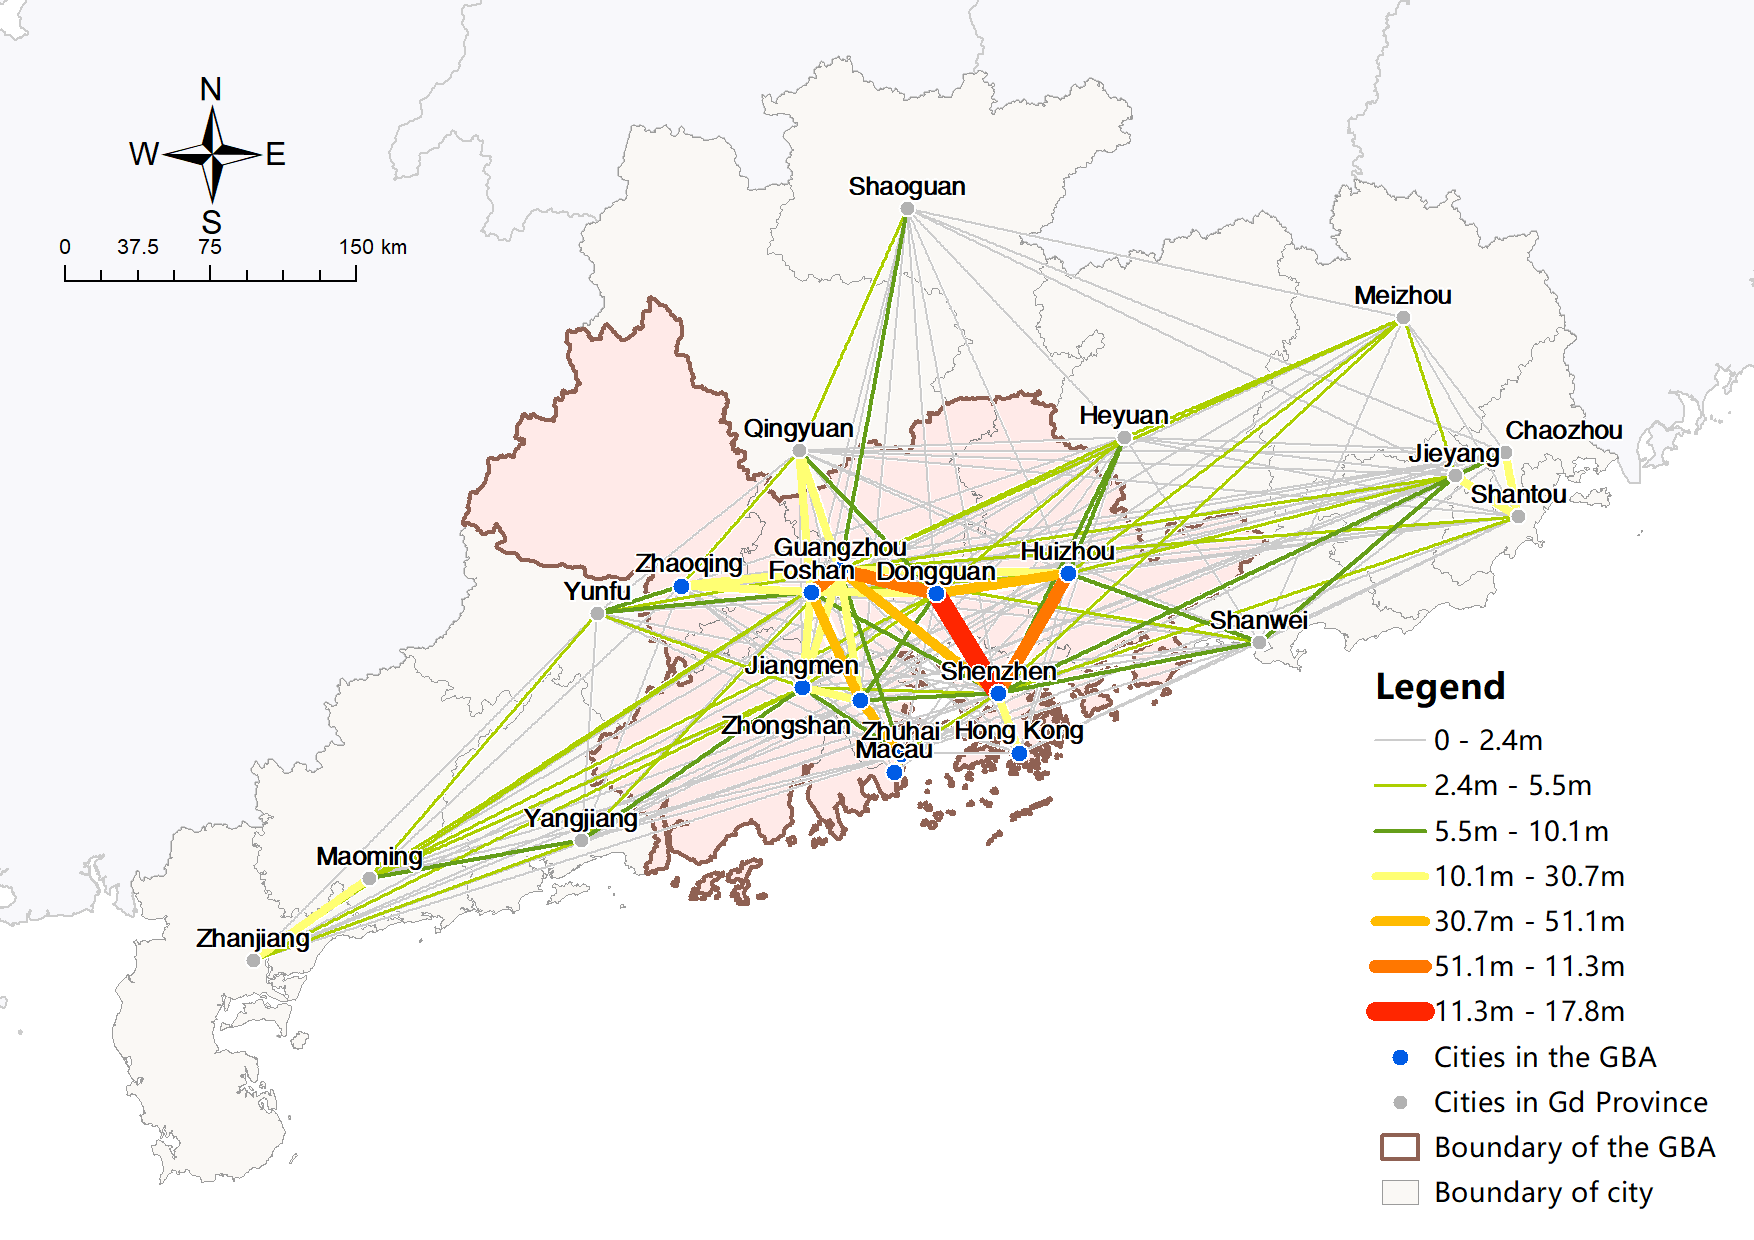 N
W E
S
0 37.5 75 150 km
Shaoguan
Meizhou
Heyuan
Qingyuan
Chaozhou
Jieyang
Shantou
Guangzhou
Huizhou
Zhaoqing
Foshan
Dongguan
Yunfu
Shanwei
Jiangmen
Shenzhen
Zhongshan
Zhuhai
Hong Kong
Macau
Yangjiang
Maoming
Zhanjiang
Legend
0 - 2.4m
2.4m - 5.5m
5.5m - 10.1m
10.1m - 30.7m
30.7m - 51.1m
51.1m - 11.3m
11.3m - 17.8m
Cities in the GBA
Cities in Gd Province
Boundary of the GBA
Boundary of city